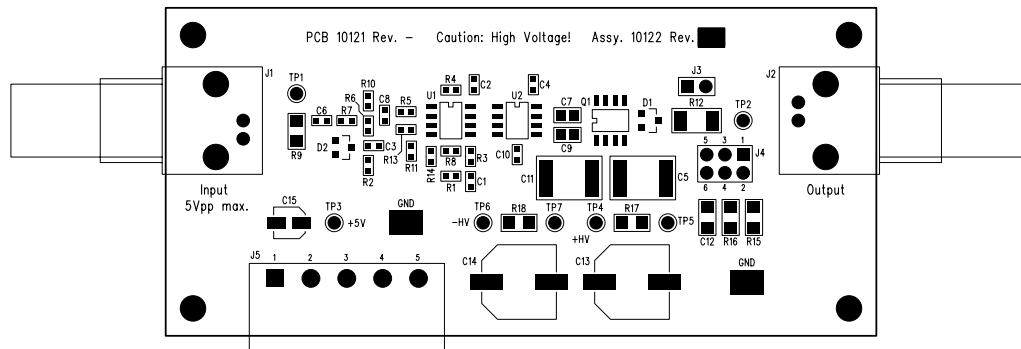 PCB 10121 Rev. – Caution: High Voltage! Assy. 10122 Rev.
J1
TP1
R10
R6
C8
R5
R4
C2
U1
U2
C4
C7
Q1
D1
J3
R12
TP2
J2
C6
R7
R9
D2
C3
R2
R13
R11
R14
R8
R3
R1
C1
C10
C9
C11
C5
5 3 1
J4
6 4 2
Input
5Vpp max.
Output
C15
TP3
+5V
GND
TP6
-HV
R18
TP7
TP4
+HV
R17
TP5
C12
R16
R15
J5
1 2 3 4 5
C14
C13
GND